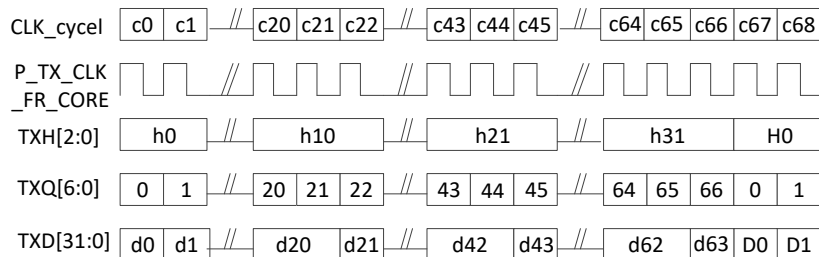 CLK_cycel c0 c1 c20 c21 c22 c43 c44 c45 c64 c65 c66 c67 c68
P_TX_CLK
_FR_CORE
TXH[2:0] h0 h10 h21 h31 H0
TXQ[6:0] 0 1 20 21 22 43 44 45 64 65 66 0 1
TXD[31:0] d0 d1 d20 d21 d42 d43 d62 d63 D0 D1